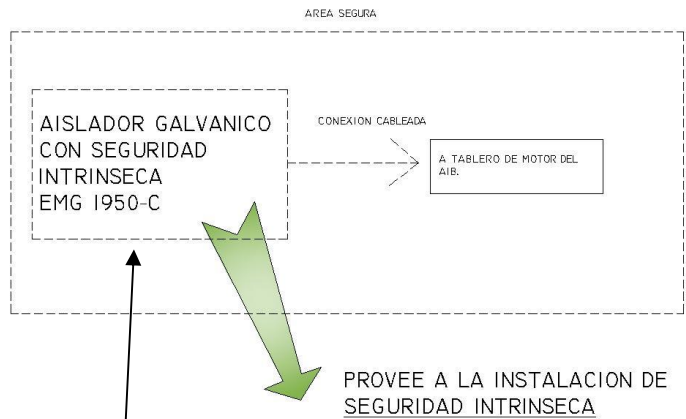 AREA SEGURA
AISLADOR GALVANICO
CON SEGURIDAD
INTRINSECA
EMG 1950-C
CONEXION CABLEADA
A TABLERO DE MOTOR DEL
AIB.
PROVEE A LA INSTALACION DE
SEGURIDAD INTRINSECA